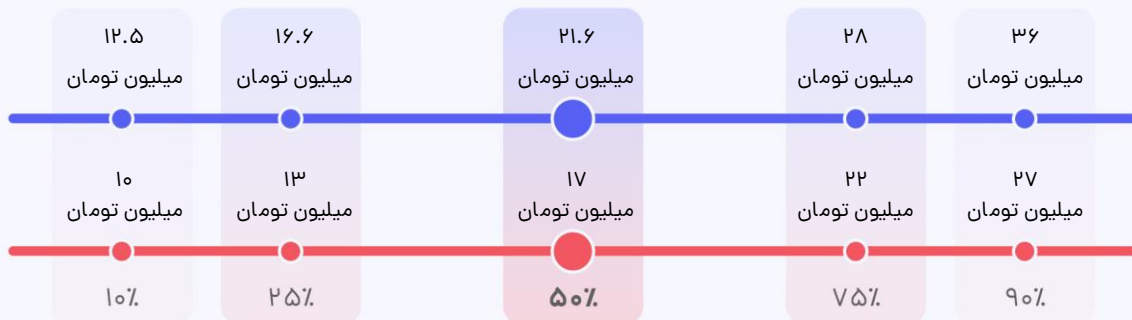 ۱۲.۵
میلیون تومان
۱۶.۶
میلیون تومان
۲۱.۶
میلیون تومان
۲۸
میلیون تومان
۳۶
میلیون تومان
۱۰
میلیون تومان
۱۳
میلیون تومان
۱۷
میلیون تومان
۲۲
میلیون تومان
۲۷
میلیون تومان
۱۰٪
۲۵٪
۵۰٪
۷۵٪
۹۰٪